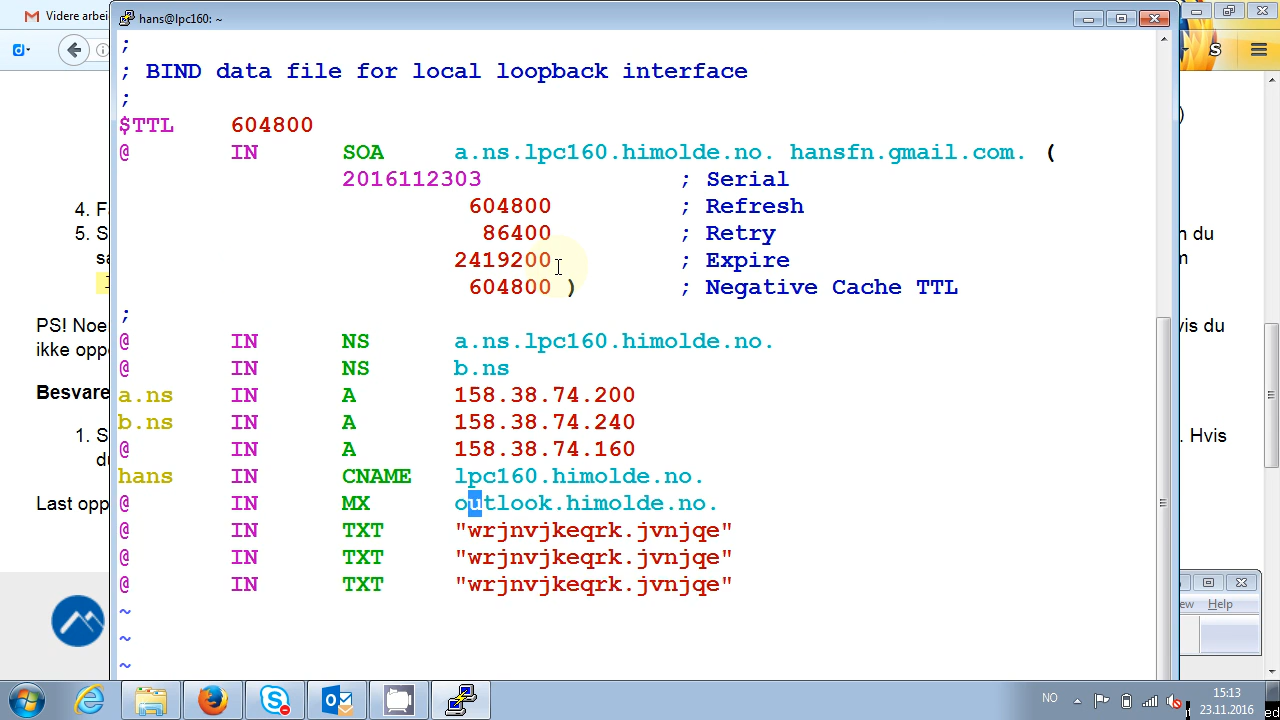 Videre arbei
hans@lpc160: ~
;
; BIND data file for local loopback interface
;
$TTL 604800
@ IN SOA a.ns.lpc160.himolde.no. hansfn.gmail.com. (
2016112303 ; Serial
604800 ; Refresh
86400 ; Retry
2419200 ; Expire
604800 ) ; Negative Cache TTL
;
@ IN NS a.ns.lpc160.himolde.no.
@ IN NS b.ns
a.ns IN A 158.38.74.200
b.ns IN A 158.38.74.240
@ IN A 158.38.74.160
hans IN CNAME lpc160.himolde.no.
@ IN MX outlook.himolde.no.
@ IN TXT "wrjnvjkeqrk.jvnjqe"
@ IN TXT "wrjnvjkeqrk.jvnjqe"
@ IN TXT "wrjnvjkeqrk.jvnjqe"
~
~
~
4. F
5. S
n du
PS! Noe
vis du
ikke oppe
Besvare
1. S
. Hvis
du
Last opp
Help
NO
15:13
23.11.2016